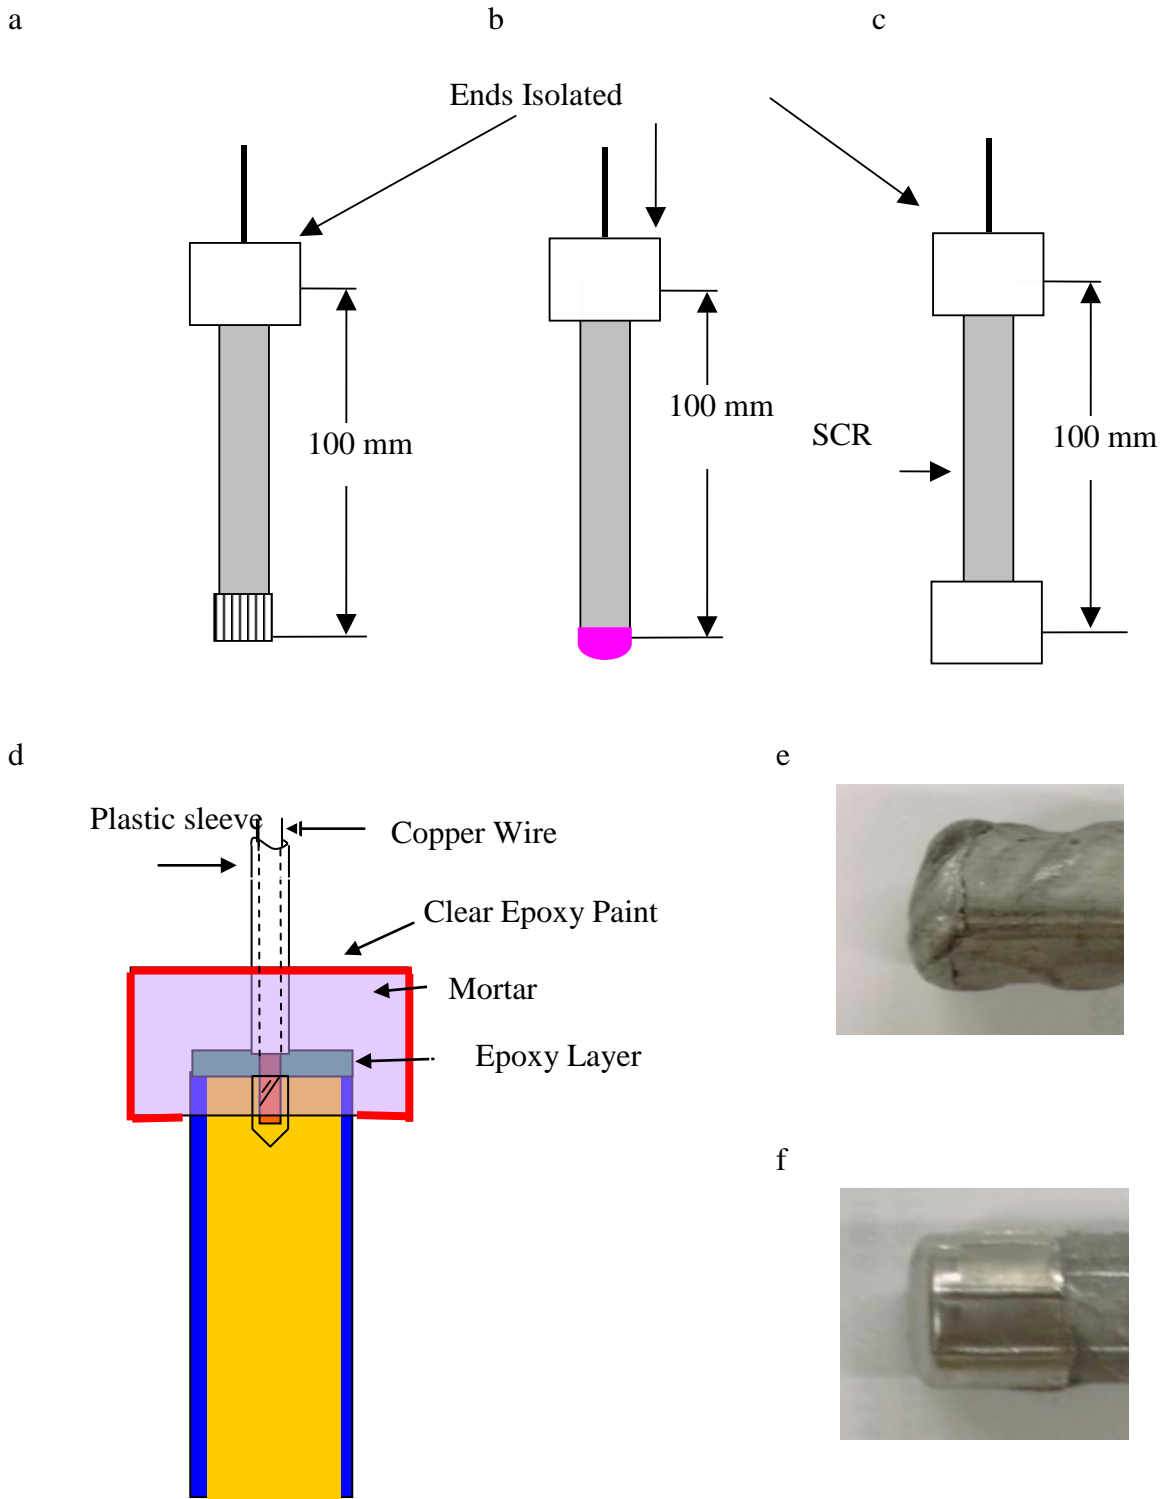 a
b
c
Ends Isolated
100 mm
100 mm
SCR
100 mm
d
e
Plastic sleeve
Copper Wire
Clear Epoxy Paint
Mortar
Epoxy Layer
f